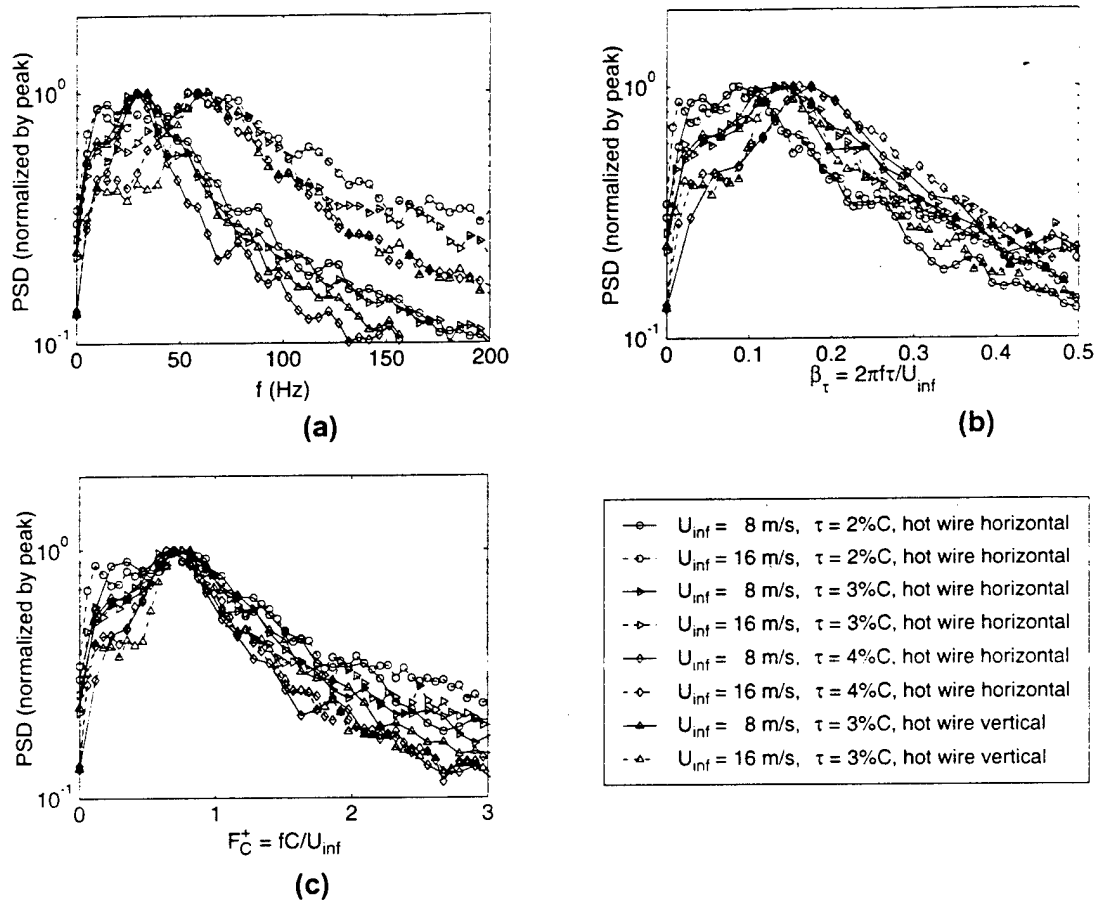 PSD (normalized by peak)
10^0
10^-1
0 50 100 150 200
f (Hz)
(a)
PSD (normalized by peak)
10^0
10^-1
0 0.1 0.2 0.3 0.4 0.5
β_τ = 2πfτ/U_inf
(b)
PSD (normalized by peak)
10^0
10^-1
0 1 2 3
F_C^+ = fC/U_inf
(c)
U_inf = 8 m/s, τ = 2%C, hot wire horizontal
U_inf = 16 m/s, τ = 2%C, hot wire horizontal
U_inf = 8 m/s, τ = 3%C, hot wire horizontal
U_inf = 16 m/s, τ = 3%C, hot wire horizontal
U_inf = 8 m/s, τ = 4%C, hot wire horizontal
U_inf = 16 m/s, τ = 4%C, hot wire horizontal
U_inf = 8 m/s, τ = 3%C, hot wire vertical
U_inf = 16 m/s, τ = 3%C, hot wire vertical